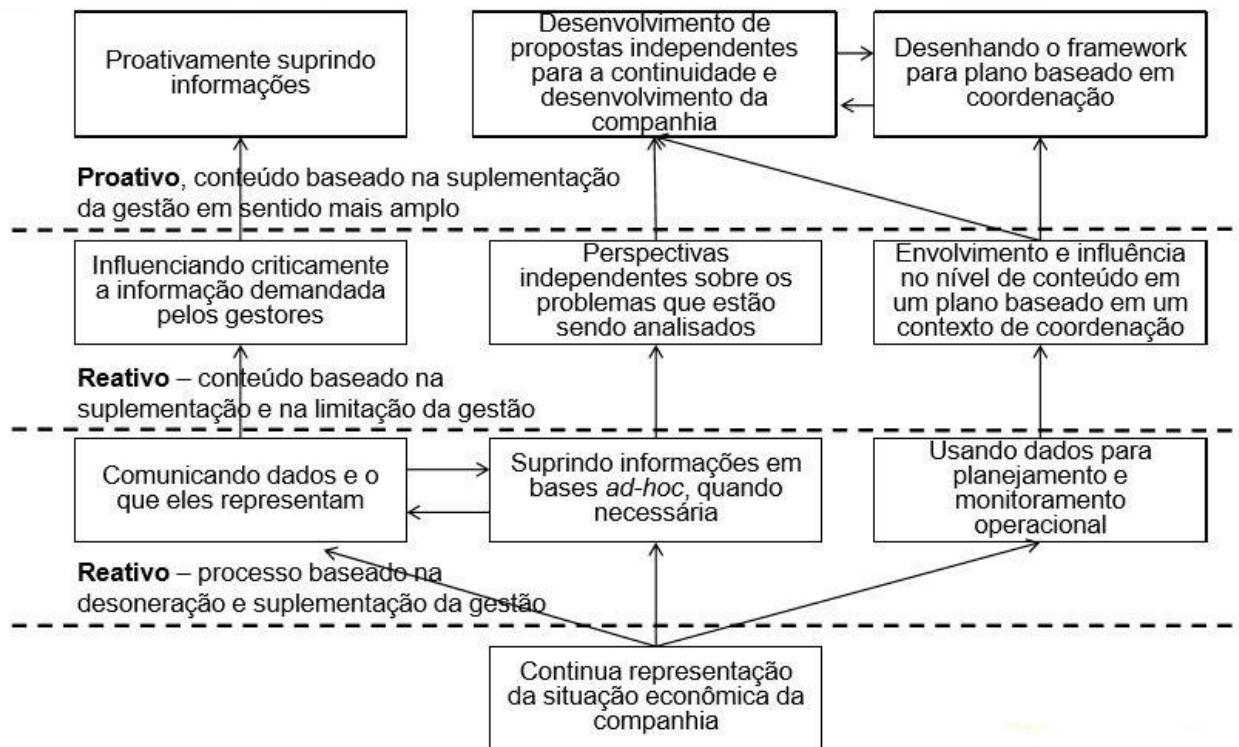 Proativamente suprindo
informações
Desenvolvimento de
propostas independentes
para a continuidade e
desenvolvimento da
companhia
Desenhando o framework
para plano baseado em
coordenação
Proativo, conteúdo baseado na suplementação
da gestão em sentido mais amplo
Influenciando criticamente
a informação demandada
pelos gestores
Perspectivas
independentes sobre os
problemas que estão
sendo analisados
Envolvimento e influência
no nível de conteúdo em
um plano baseado em um
contexto de coordenação
Reativo – conteúdo baseado na
suplementação e na limitação da gestão
Comunicando dados e o
que eles representam
Suprindo informações em
bases ad-hoc, quando
necessária
Usando dados para
planejamento e
monitoramento
operacional
Reativo – processo baseado na
desoneração e suplementação da gestão
Continua representação
da situação econômica da
companhia